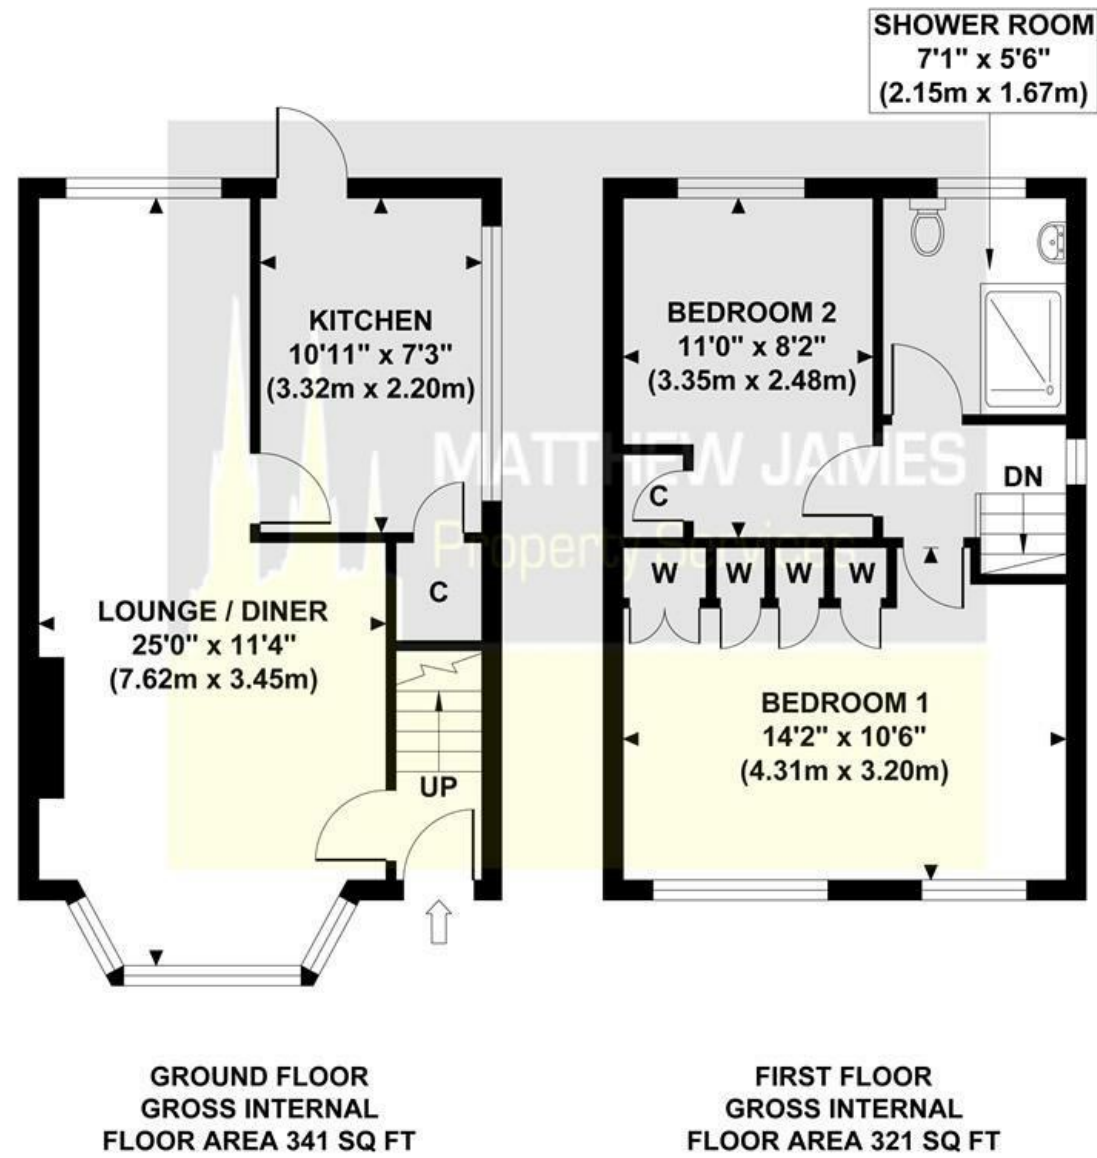 SHOWER ROOM
7'1" x 5'6"
(2.15m x 1.67m)
KITCHEN
10'11" x 7'3"
(3.32m x 2.20m)
C
LOUNGE / DINER
25'0" x 11'4"
(7.62m x 3.45m)
UP
BEDROOM 2
11'0" x 8'2"
(3.35m x 2.48m)
C
DN
W W W W
BEDROOM 1
14'2" x 10'6"
(4.31m x 3.20m)
MATTHEW JAMES
Property Services
GROUND FLOOR
GROSS INTERNAL
FLOOR AREA 341 SQ FT
FIRST FLOOR
GROSS INTERNAL
FLOOR AREA 321 SQ FT